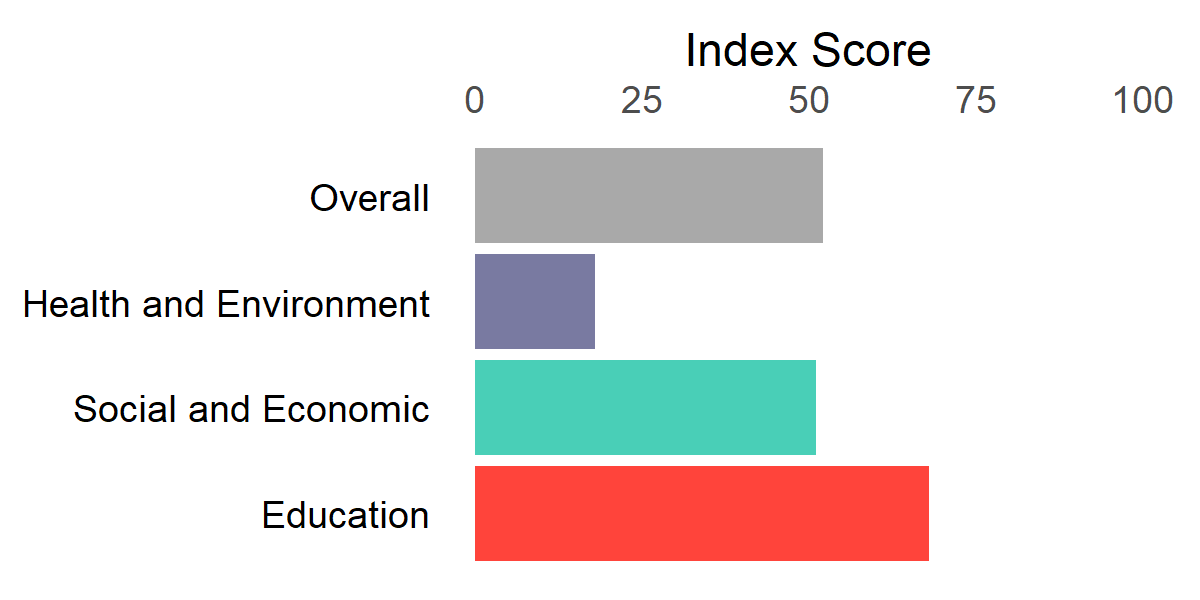 Index Score
0 25 50 75 100
Overall
Health and Environment
Social and Economic
Education